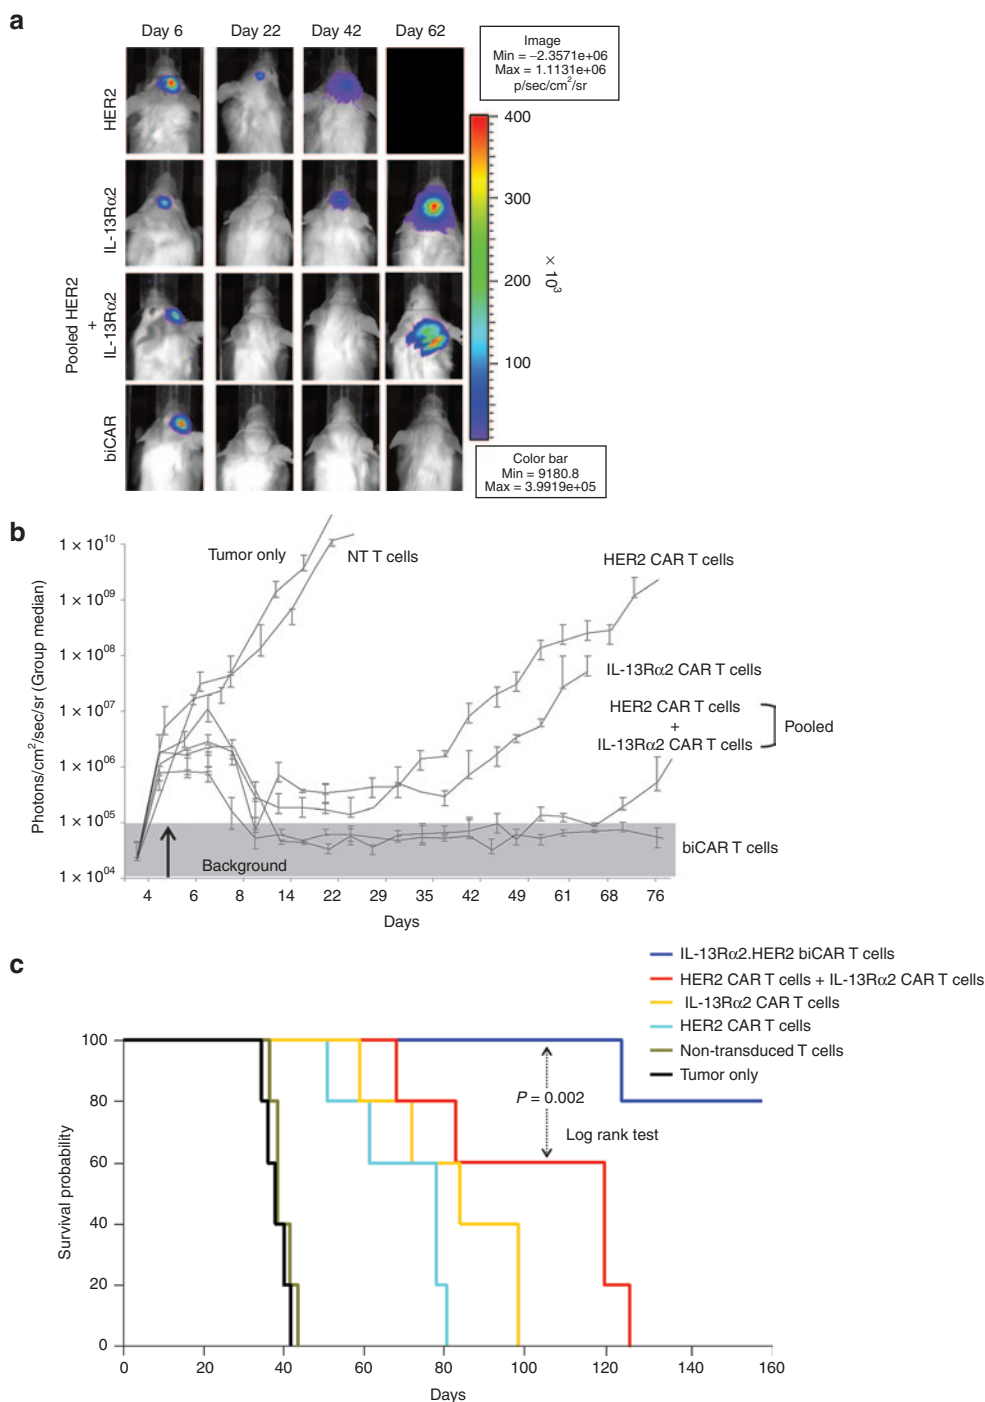 a
Day 6 Day 22 Day 42 Day 62
HER2
IL-13Rα2
Pooled HER2
+
IL-13Rα2
biCAR
Image
Min = −2.3571e+06
Max = 1.1131e+06
p/sec/cm²/sr
400
300
200
100
× 10³
Color bar
Min = 9180.8
Max = 3.9919e+05
b
Photons/cm²/sec/sr (Group median)
1 × 10¹⁰
1 × 10⁰⁹
1 × 10⁰⁸
1 × 10⁰⁷
1 × 10⁰⁶
1 × 10⁰⁵
1 × 10⁰⁴
Tumor only
NT T cells
HER2 CAR T cells
IL-13Rα2 CAR T cells
HER2 CAR T cells
+
IL-13Rα2 CAR T cells
Pooled
biCAR T cells
Background
4 6 8 14 22 29 35 42 49 61 68 76
Days
c
IL-13Rα2.HER2 biCAR T cells
HER2 CAR T cells + IL-13Rα2 CAR T cells
IL-13Rα2 CAR T cells
HER2 CAR T cells
Non-transduced T cells
Tumor only
Survival probability
100
80
60
40
20
0
P = 0.002
Log rank test
0 20 40 60 80 100 120 140 160
Days